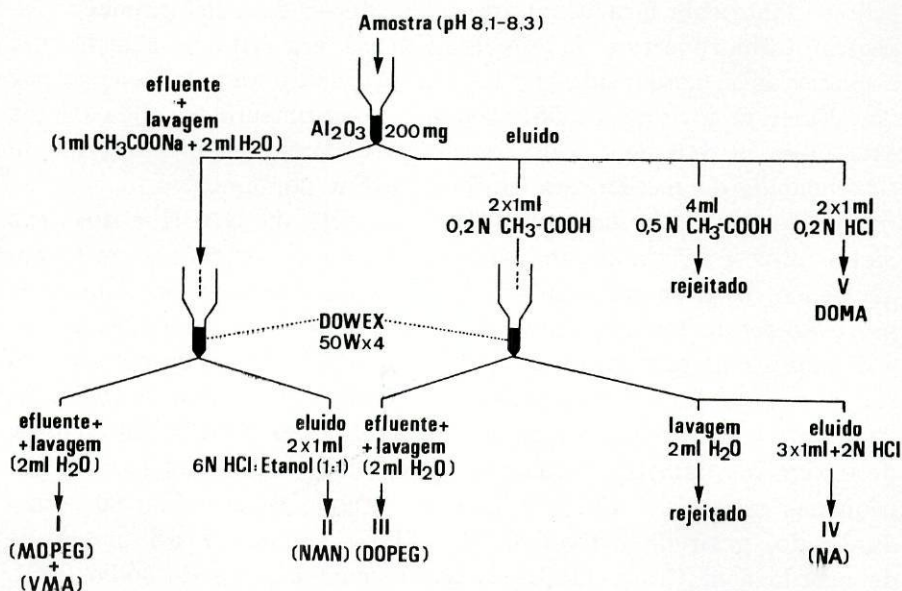 Amostra (pH 8,1-8,3)
efluente
+
lavagem
(1ml CH3COONa + 2ml H2O)
Al2O3
200mg
eluido
2x1ml
0,2N CH3-COOH
4ml
0,5N CH3-COOH
2x1ml
0,2N HCl
rejeitado
V
DOMA
DOWEX
50Wx4
efluente+
+lavagem
(2ml H2O)
eluido
2x1ml
6N HCl:Etanol (1:1)
efluente+
+lavagem
(2ml H2O)
lavagem
2ml H2O
eluido
3x1ml+2N HCl
I
(MOPEG)
+
(VMA)
II
(NMN)
III
(DOPEG)
rejeitado
IV
(NA)